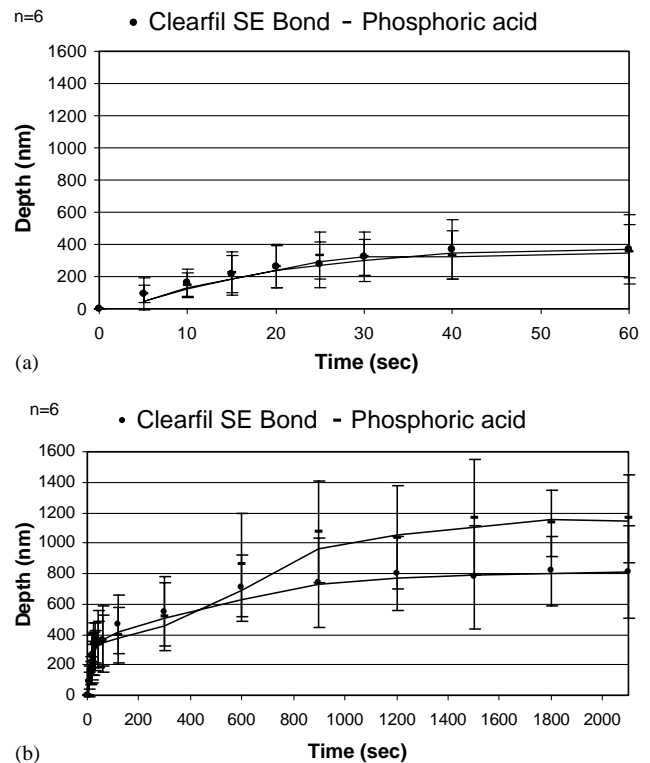 n=6
• Clearfil SE Bond - Phosphoric acid
1600
1400
1200
1000
800
600
400
200
0
Depth (nm)
0 10 20 30 40 50 60
Time (sec)
(a)
n=6
• Clearfil SE Bond - Phosphoric acid
1600
1400
1200
1000
800
600
400
200
0
Depth (nm)
0 200 400 600 800 1000 1200 1400 1600 1800 2000
Time (sec)
(b)